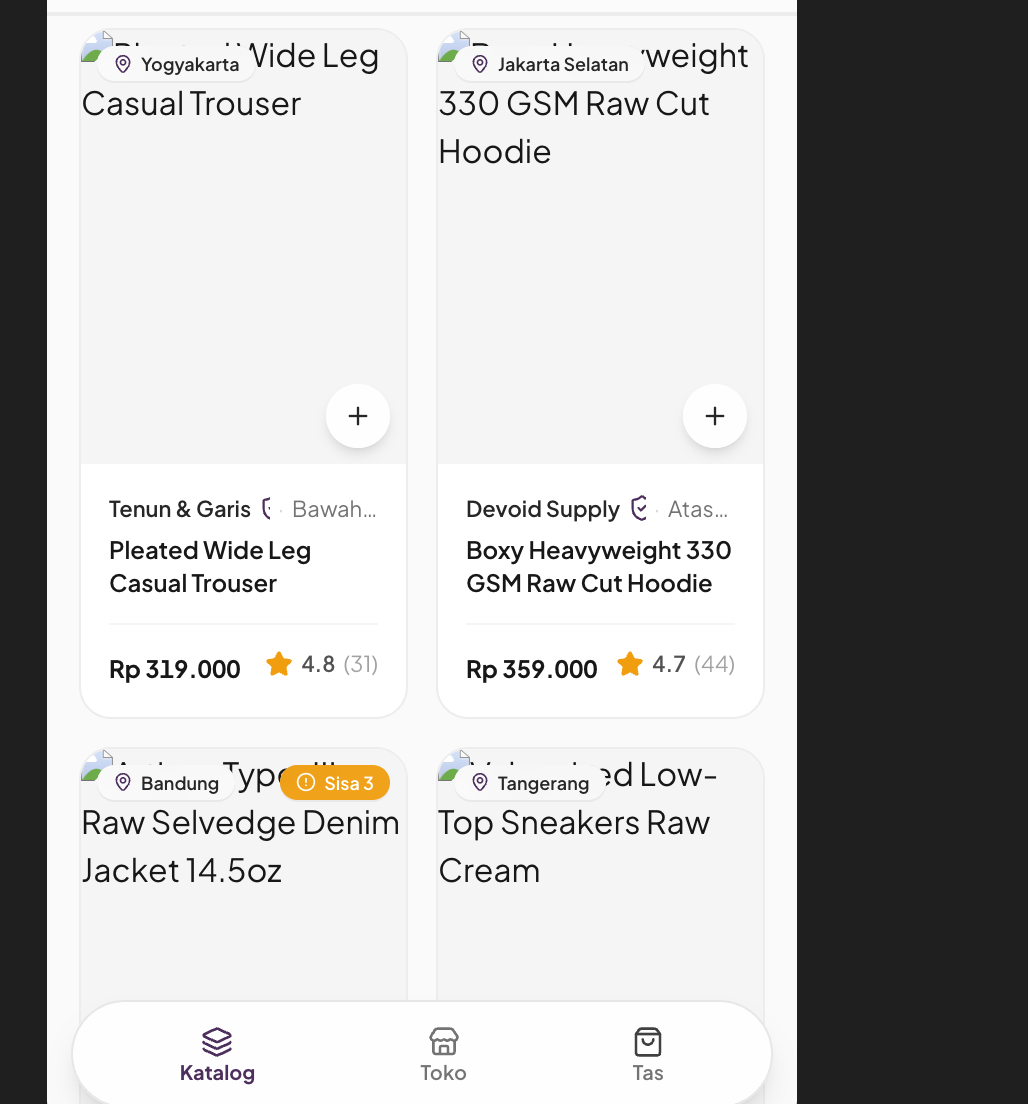 Wide Leg
Casual Trouser
Yogyakarta
weight
330 GSM Raw Cut
Hoodie
Jakarta Selatan
Tenun & Garis · Bawah...
Pleated Wide Leg
Casual Trouser
Rp 319.000 4.8 (31)
Devoid Supply · Atas...
Boxy Heavyweight 330
GSM Raw Cut Hoodie
Rp 359.000 4.7 (44)
Bandung
Sisa 3
Raw Selvedge Denim
Jacket 14.5oz
Tangerang
Low-
Top Sneakers Raw
Cream
Katalog
Toko
Tas